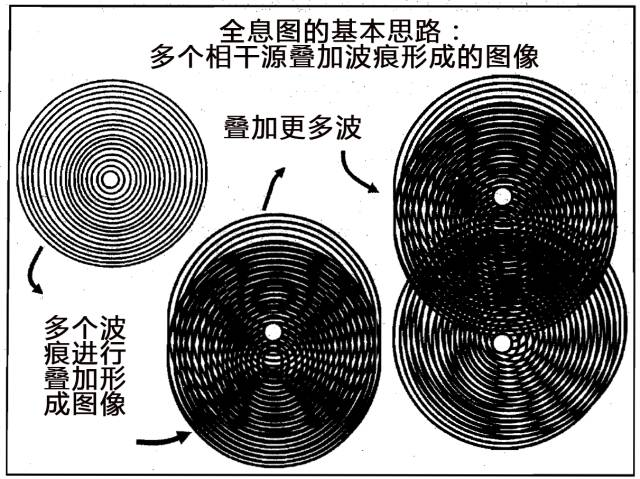 全息图的基本思路：
多个相干源叠加波痕形成的图像
叠加更多波
多个波
痕进行
叠加形
成图像